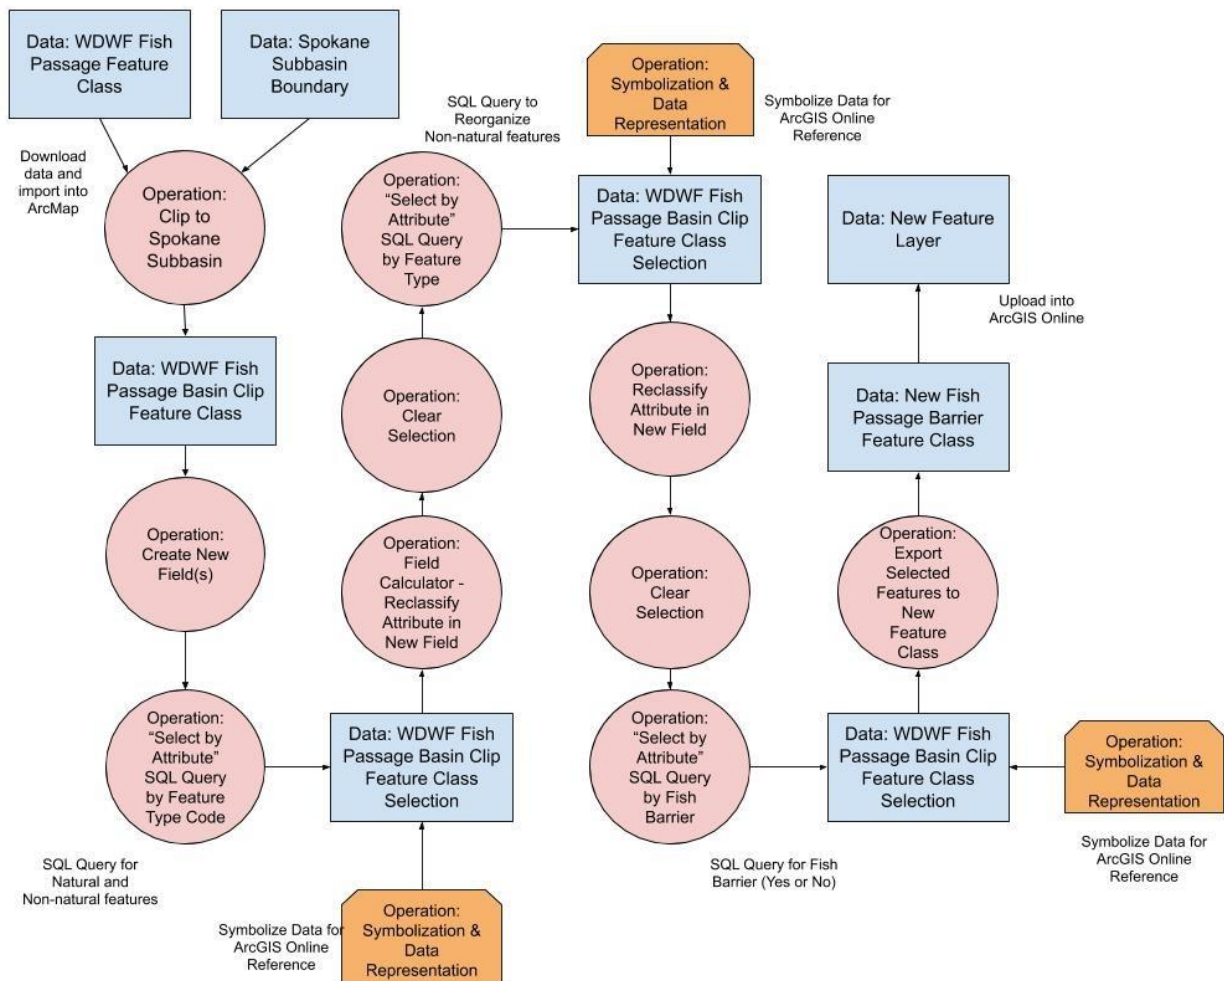 Data: WDWF Fish
Passage Feature
Class
Data: Spokane
Subbasin
Boundary
Download
data and
import into
ArcMap
Operation:
Clip to
Spokane
Subbasin
Data: WDWF Fish
Passage Basin Clip
Feature Class
Operation:
Create New
Field(s)
Operation:
“Select by
Attribute”
SQL Query
by Feature
Type Code
SQL Query for
Natural and
Non-natural features
Data: WDWF Fish
Passage Basin Clip
Feature Class
Selection
Symbolize Data for
ArcGIS Online
Reference
Operation:
Symbolization &
Data
Representation
Operation:
Field
Calculator -
Reclassify
Attribute in
New Field
Operation:
Clear
Selection
Operation:
“Select by
Attribute”
SQL Query
by Feature
Type
SQL Query to
Reorganize
Non-natural features
Operation:
Symbolization &
Data
Representation
Symbolize Data for
ArcGIS Online
Reference
Data: WDWF Fish
Passage Basin Clip
Feature Class
Selection
Operation:
Reclassify
Attribute in
New Field
Operation:
Clear
Selection
Operation:
“Select by
Attribute”
SQL Query
by Fish
Barrier
SQL Query for Fish
Barrier (Yes or No)
Data: WDWF Fish
Passage Basin Clip
Feature Class
Selection
Operation:
Symbolization &
Data
Representation
Symbolize Data for
ArcGIS Online
Reference
Operation:
Export
Selected
Features to
New
Feature
Class
Data: New Fish
Passage Barrier
Feature Class
Upload into
ArcGIS Online
Data: New Feature
Layer